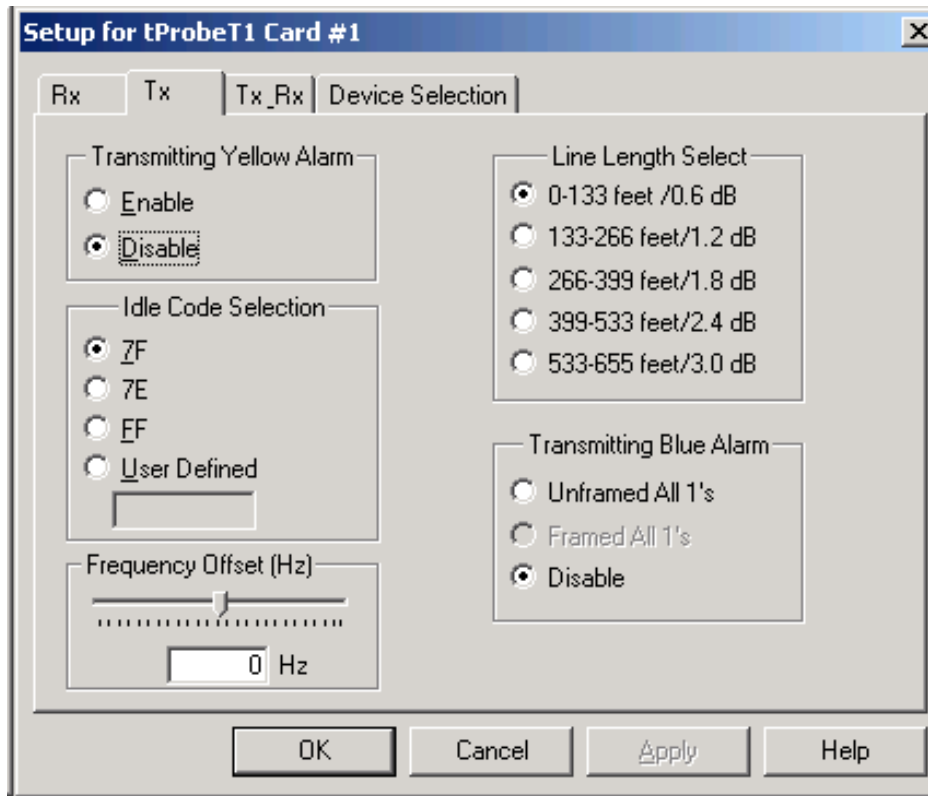 Setup for tProbeT1 Card #1
Rx
Tx
Tx_Rx
Device Selection
Transmitting Yellow Alarm
Enable
Disable
Idle Code Selection
7F
7E
FF
User Defined
Frequency Offset (Hz)
0 Hz
Line Length Select
0-133 feet /0.6 dB
133-266 feet/1.2 dB
266-399 feet/1.8 dB
399-533 feet/2.4 dB
533-655 feet/3.0 dB
Transmitting Blue Alarm
Unframed All 1's
Framed All 1's
Disable
OK
Cancel
Apply
Help